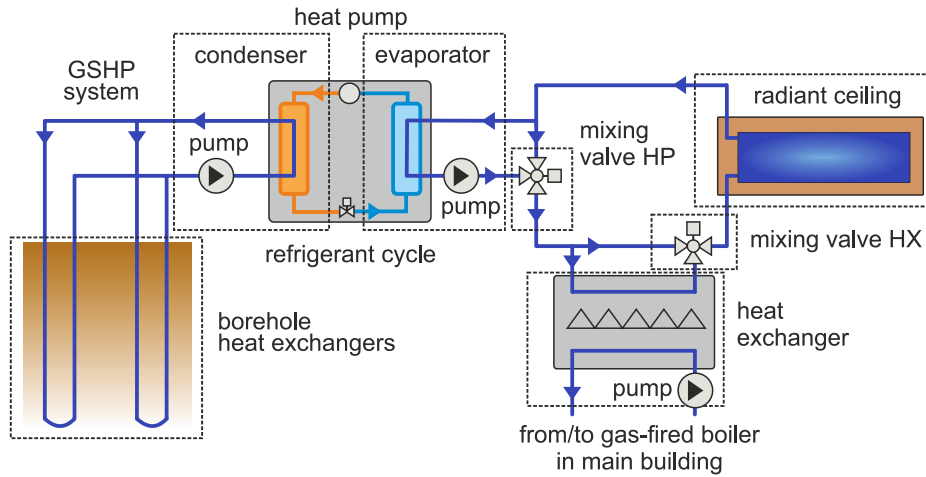 heat pump
condenser
evaporator
GSHP
system
radiant ceiling
pump
mixing
valve HP
pump
refrigerant cycle
mixing valve HX
borehole
heat exchangers
heat
exchanger
pump
from/to gas-fired boiler
in main building